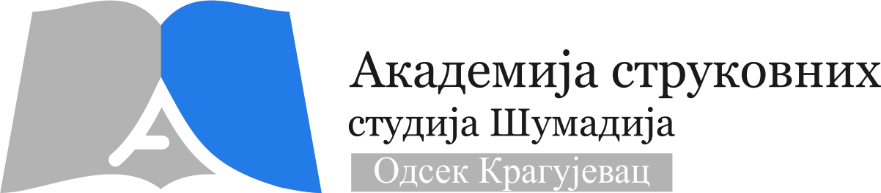 Академија струковних
студија Шумадија
Одсек Крагујевац